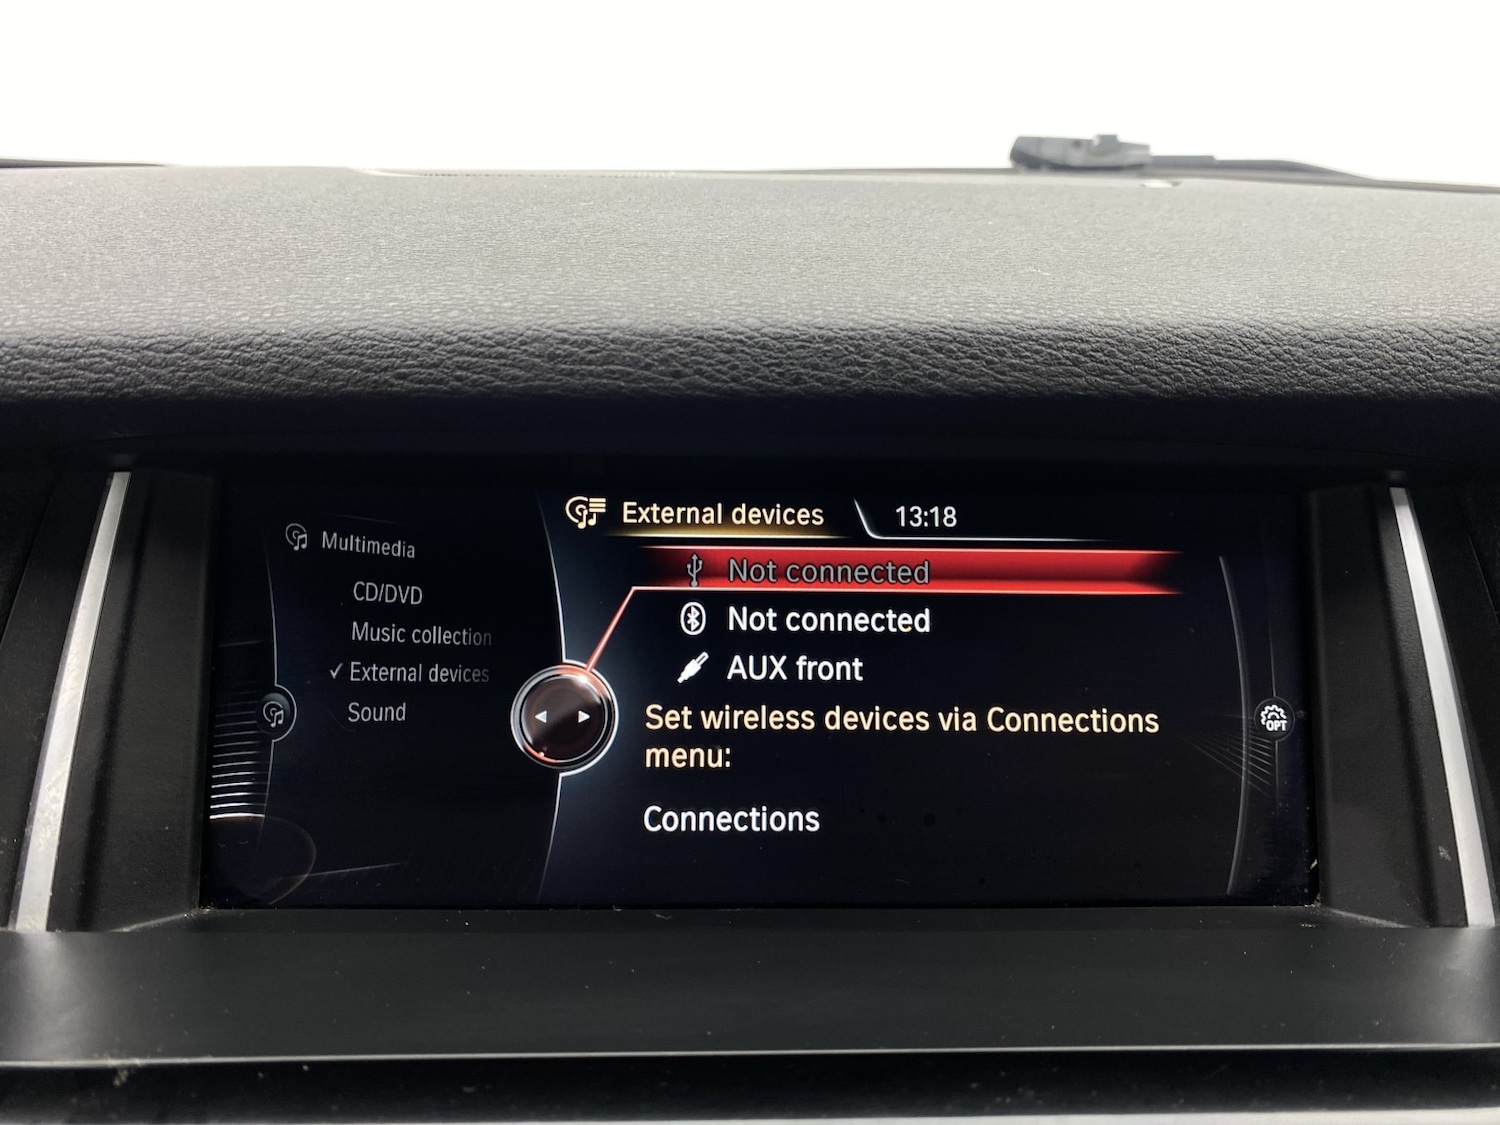 Multimedia
CD/DVD
Music collection
✓ External devices
Sound
External devices 13:18
Not connected
Not connected
AUX front
Set wireless devices via Connections
menu:
Connections
OPT